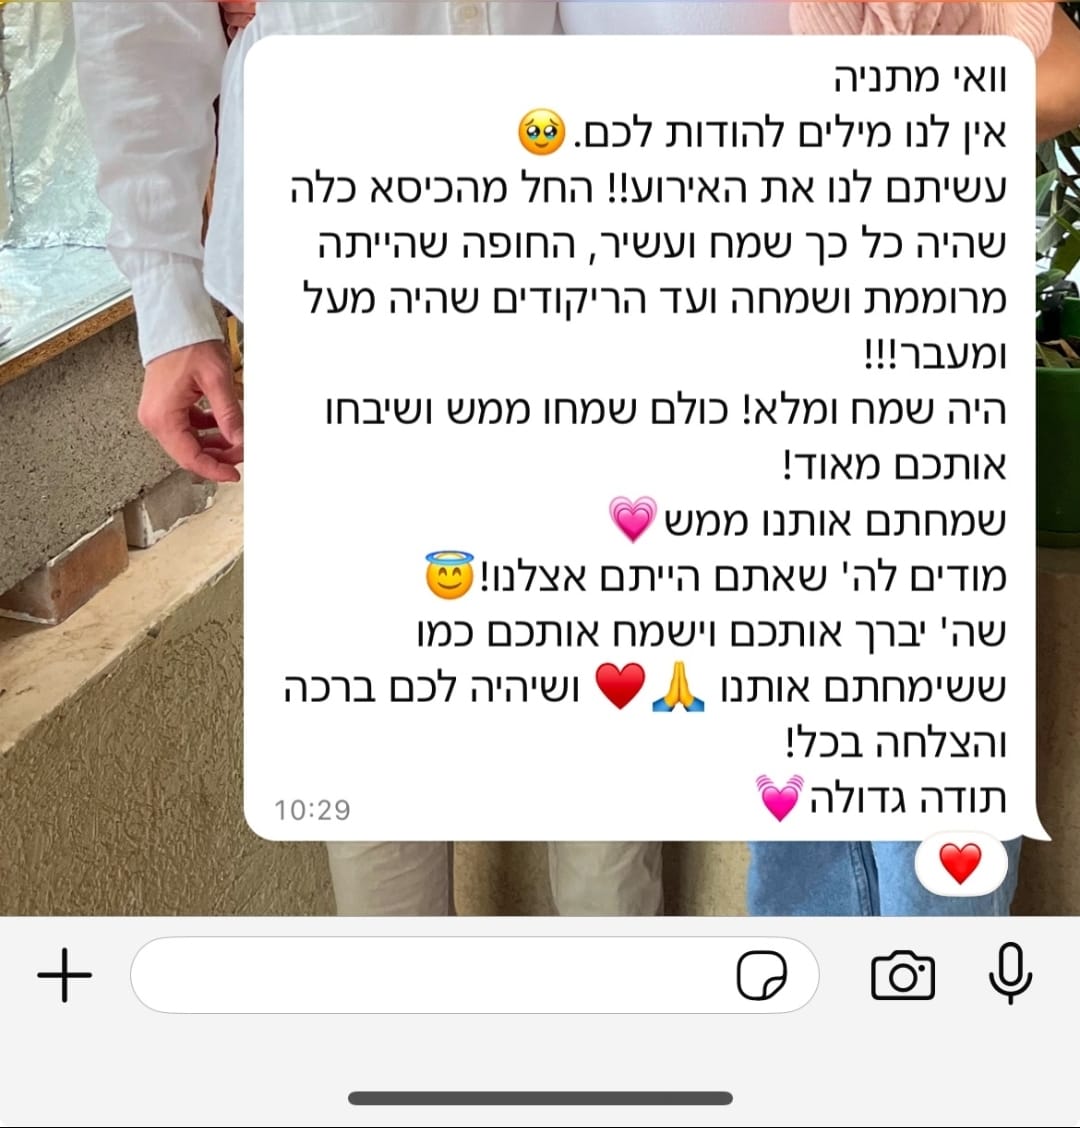 וואי מתניה
אין לנו מילים להודות לכם.🥹
עשיתם לנו את האירוע!! החל מהכיסא כלה
שהיה כל כך שמח ועשיר, החופה שהייתה
מרוממת ושמחה ועד הריקודים שהיה מעל
ומעבר!!!
היה שמח ומלא! כולם שמחו ממש ושיבחו
אותכם מאוד!
שמחתם אותנו ממש💗
מודים לה' שאתם הייתם אצלנו!😇
שה' יברך אותכם וישמח אותכם כמו
ששימחתם אותנו 🙏❤️ ושיהיה לכם ברכה
והצלחה בכל!
תודה גדולה💓
10:29
❤️